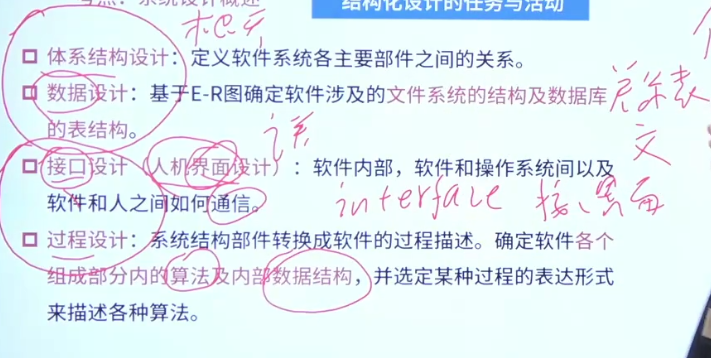 考点：系统设计概述
结构化设计的任务与活动
体系结构设计：定义软件系统各主要部件之间的关系。
数据设计：基于E-R图确定软件涉及的文件系统的结构及数据库
的表结构。
接口设计（人机界面设计）：软件内部，软件和操作系统间以及
软件和人之间如何通信。
interface 接、界面
过程设计：系统结构部件转换成软件的过程描述。确定软件各个
组成部分内的算法及内部数据结构，并选定某种过程的表达形式
来描述各种算法。